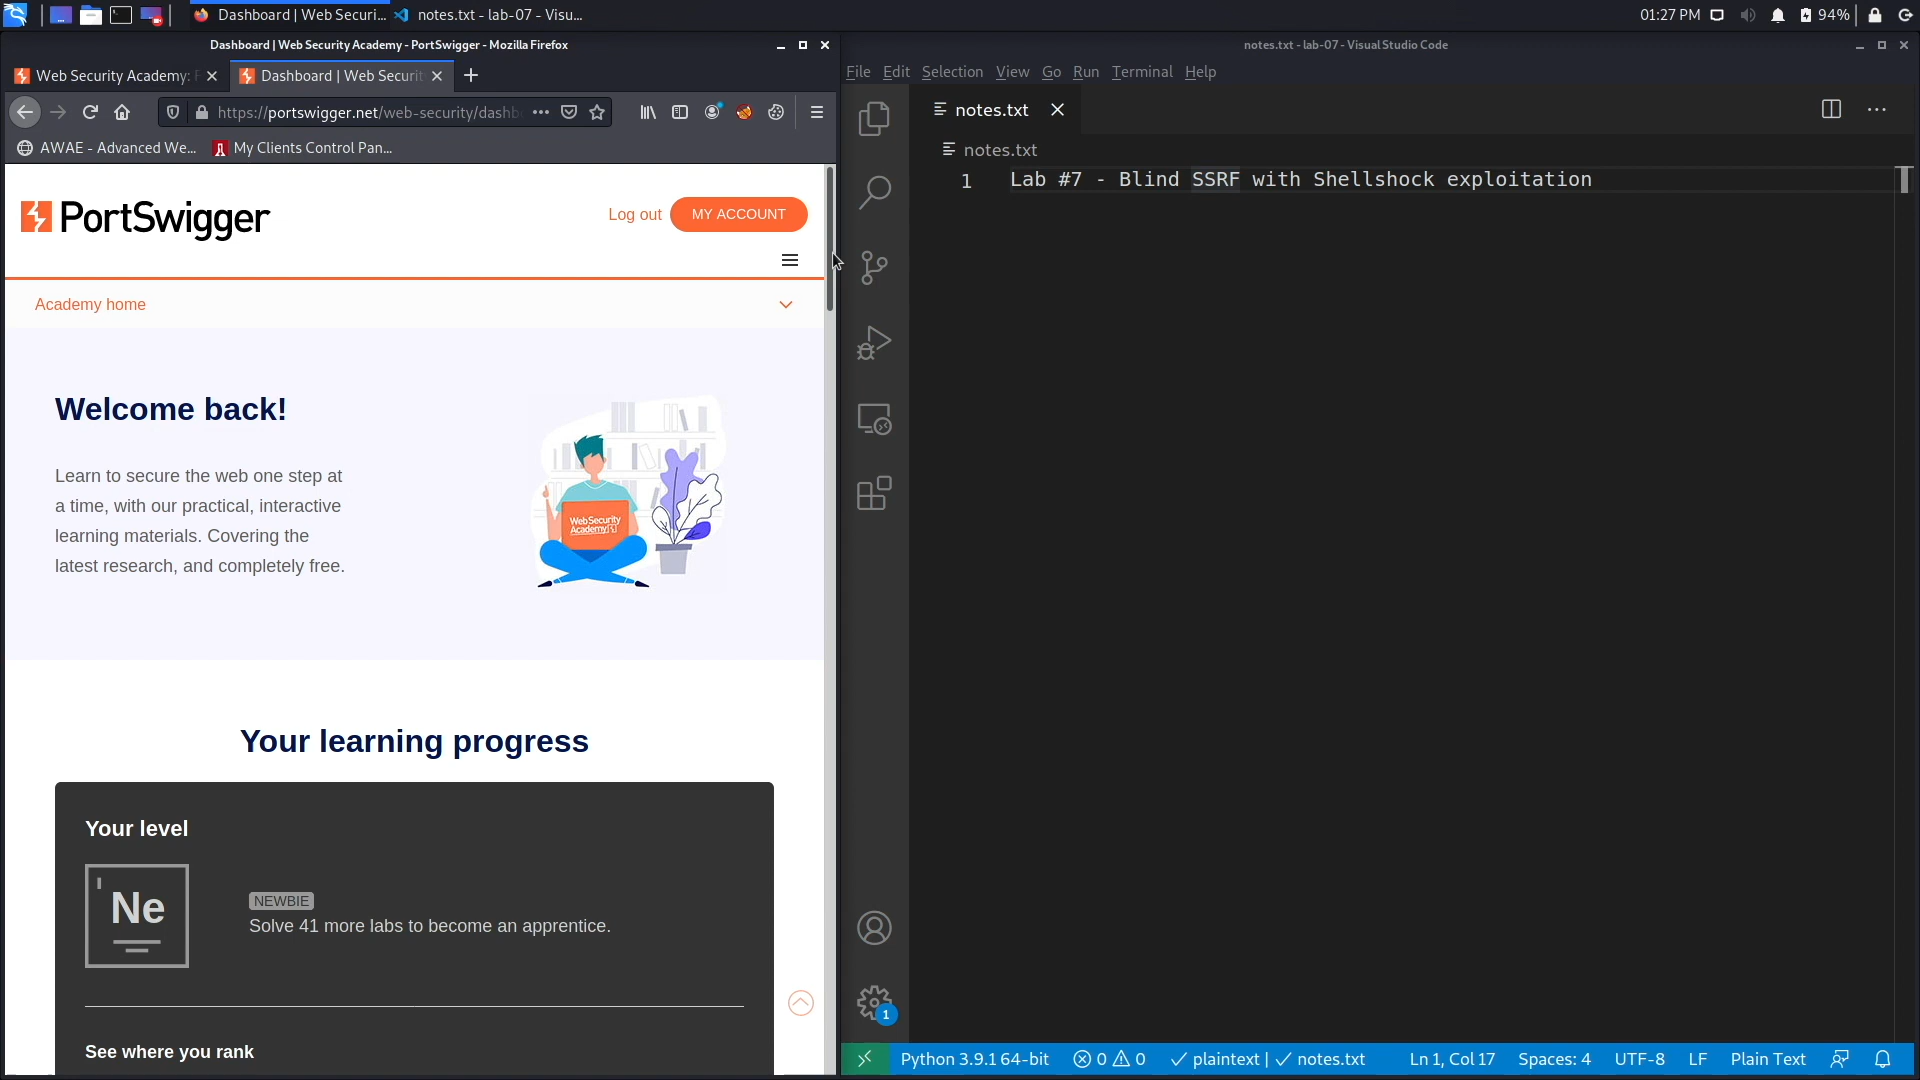 Dashboard | Web Securi...
notes.txt - lab-07 - Visu...
01:27 PM
94%
Dashboard | Web Security Academy - PortSwigger - Mozilla Firefox
Web Security Academy:
Dashboard | Web Securit
https://portswigger.net/web-security/dashb
AWAE - Advanced We...
My Clients Control Pan...
PortSwigger
Log out
MY ACCOUNT
Academy home
Welcome back!
Learn to secure the web one step at
a time, with our practical, interactive
learning materials. Covering the
latest research, and completely free.
WebSecurity
Academy
Your learning progress
Your level
Ne
NEWBIE
Solve 41 more labs to become an apprentice.
See where you rank
notes.txt - lab-07 - Visual Studio Code
File Edit Selection View Go Run Terminal Help
notes.txt
notes.txt
1 Lab #7 - Blind SSRF with Shellshock exploitation
1
Python 3.9.1 64-bit 0 0 plaintext | notes.txt Ln 1, Col 17 Spaces: 4 UTF-8 LF Plain Text